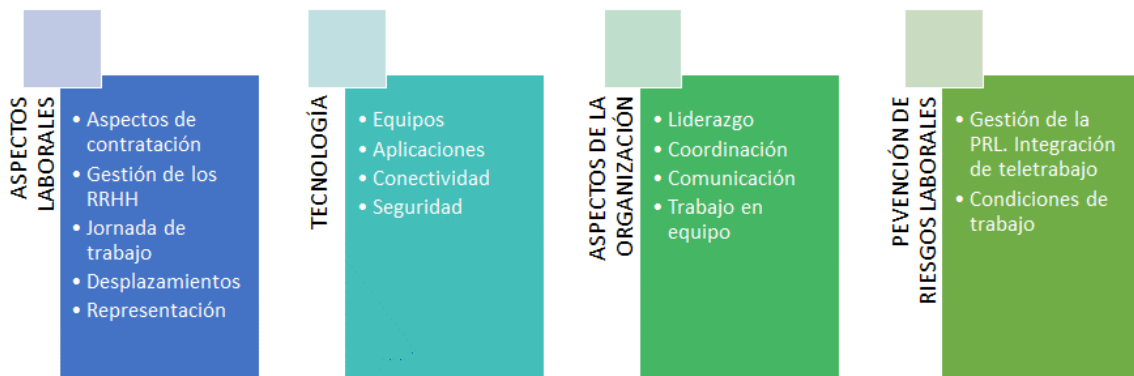 ASPECTOS
LABORALES
• Aspectos de
contratación
• Gestión de los
RRHH
• Jornada de
trabajo
• Desplazamientos
• Representación
TECNOLOGÍA
• Equipos
• Aplicaciones
• Conectividad
• Seguridad
ASPECTOS DE LA
ORGANIZACIÓN
• Liderazgo
• Coordinación
• Comunicación
• Trabajo en
equipo
PEVENCIÓN DE
RIESGOS LABORALES
• Gestión de la
PRL. Integración
de teletrabajo
• Condiciones de
trabajo